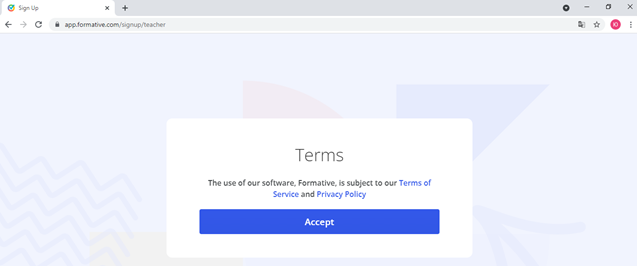 Sign Up
app.formative.com/signup/teacher
Terms
The use of our software, Formative, is subject to our Terms of
Service and Privacy Policy
Accept